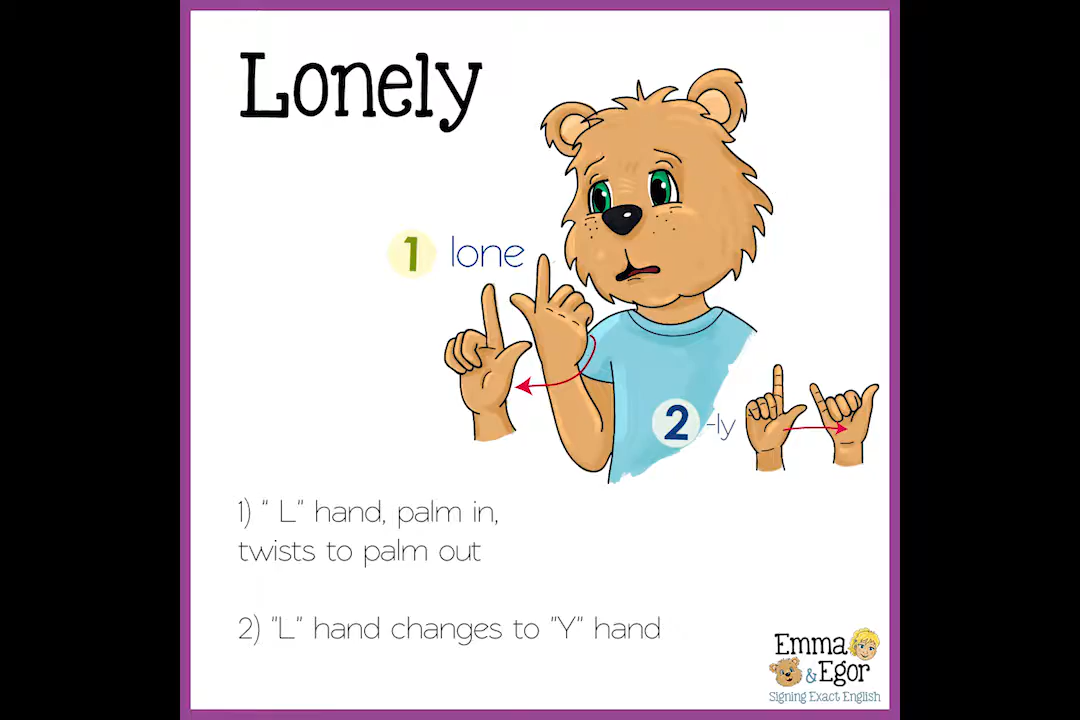 Lonely
1 lone
2 -ly
1) " L" hand, palm in,
twists to palm out
2) "L" hand changes to "Y" hand
Emma
& Egor
Signing Exact English